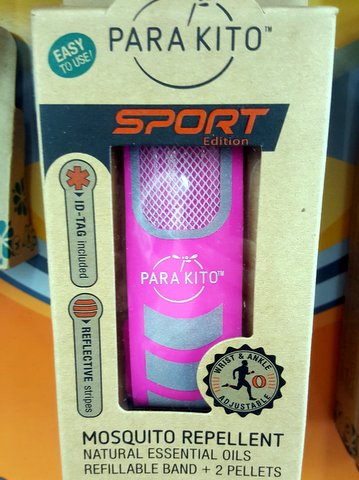 EASY
TO USE!
PARA KITO™
SPORT
Edition
ID-TAG included
PARA KITO™
REFLECTIVE stripes
WRIST & ANKLE
ADJUSTABLE
MOSQUITO REPELLENT
NATURAL ESSENTIAL OILS
REFILLABLE BAND + 2 PELLETS